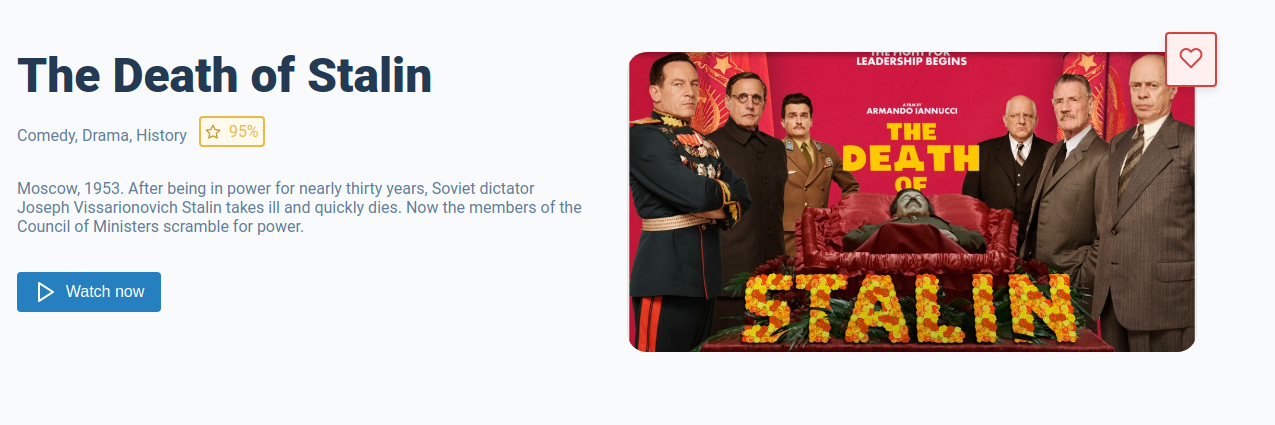 The Death of Stalin
Comedy, Drama, History
95%
Moscow, 1953. After being in power for nearly thirty years, Soviet dictator
Joseph Vissarionovich Stalin takes ill and quickly dies. Now the members of the
Council of Ministers scramble for power.
Watch now
THE FIGHT FOR
LEADERSHIP BEGINS
A FILM BY
ARMANDO IANNUCCI
THE
DEATH
OF
STALIN